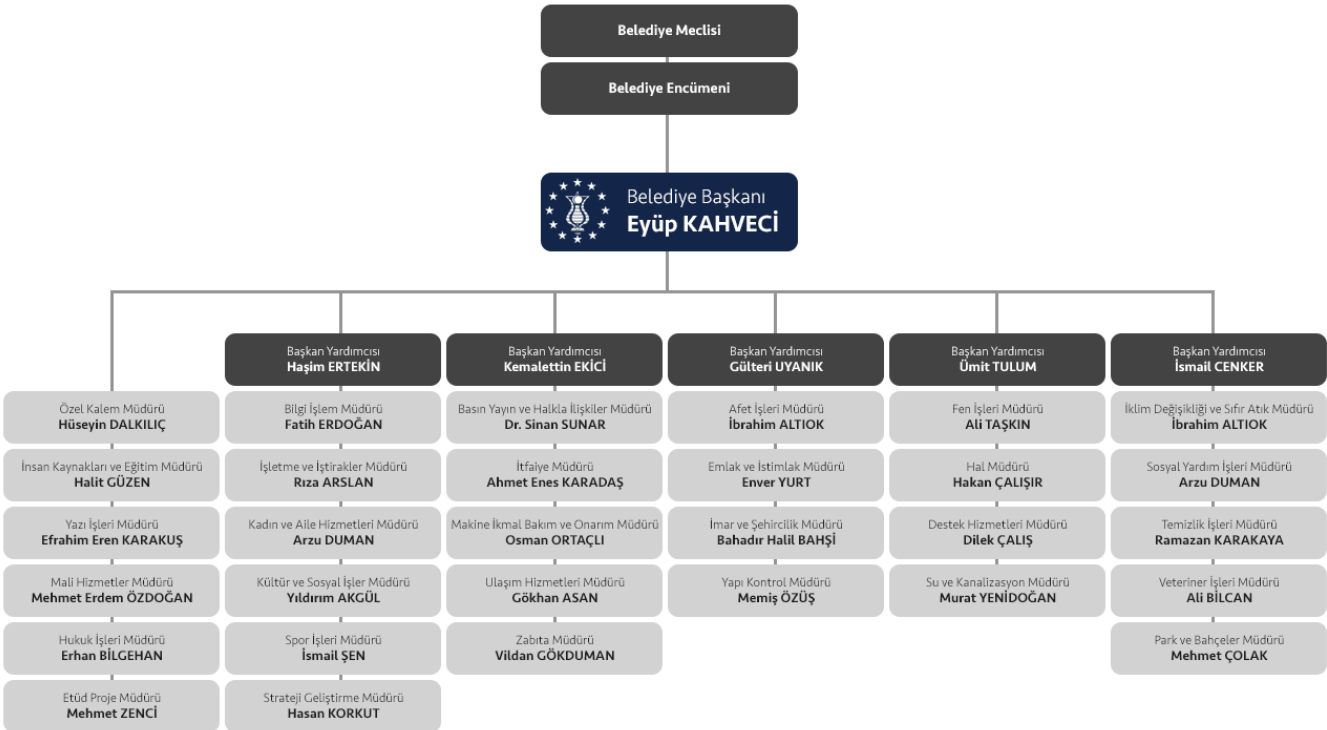 Belediye Meclisi
Belediye Encümeni
Belediye Başkanı
Eyüp KAHVECİ
Özel Kalem Müdürü
Hüseyin DALKILIÇ
İnsan Kaynakları ve Eğitim Müdürü
Halit GÜZEN
Yazı İşleri Müdürü
Efrahim Eren KARAKUŞ
Mali Hizmetler Müdürü
Mehmet Erdem ÖZDOĞAN
Hukuk İşleri Müdürü
Erhan BİLGEHAN
Etüd Proje Müdürü
Mehmet ZENCİ
Başkan Yardımcısı
Haşim ERTEKİN
Bilgi İşlem Müdürü
Fatih ERDOĞAN
İşletme ve İştirakler Müdürü
Rıza ARSLAN
Kadın ve Aile Hizmetleri Müdürü
Arzu DUMAN
Kültür ve Sosyal İşler Müdürü
Yıldırım AKGÜL
Spor İşleri Müdürü
İsmail ŞEN
Strateji Geliştirme Müdürü
Hasan KORKUT
Başkan Yardımcısı
Kemalettin EKİCİ
Basın Yayın ve Halkla İlişkiler Müdürü
Dr. Sinan SUNAR
İtfaiye Müdürü
Ahmet Enes KARADAŞ
Makine İkmal Bakım ve Onarım Müdürü
Osman ORTAÇLI
Ulaşım Hizmetleri Müdürü
Gökhan ASAN
Zabıta Müdürü
Vildan GÖKDUMAN
Başkan Yardımcısı
Gülteri UYANIK
Afet İşleri Müdürü
İbrahim ALTIOK
Emlak ve İstimlak Müdürü
Enver YURT
İmar ve Şehircilik Müdürü
Bahadır Halil BAHŞİ
Yapı Kontrol Müdürü
Memiş ÖZÜŞ
Başkan Yardımcısı
Ümit TULUM
Fen İşleri Müdürü
Ali TAŞKIN
Hal Müdürü
Hakan ÇALIŞIR
Destek Hizmetleri Müdürü
Dilek ÇALIŞ
Su ve Kanalizasyon Müdürü
Murat YENİDOĞAN
Başkan Yardımcısı
İsmail CENKER
İklim Değişikliği ve Sıfır Atık Müdürü
İbrahim ALTIOK
Sosyal Yardım İşleri Müdürü
Arzu DUMAN
Temizlik İşleri Müdürü
Ramazan KARAKAYA
Veteriner İşleri Müdürü
Ali BİLCAN
Park ve Bahçeler Müdürü
Mehmet ÇOLAK